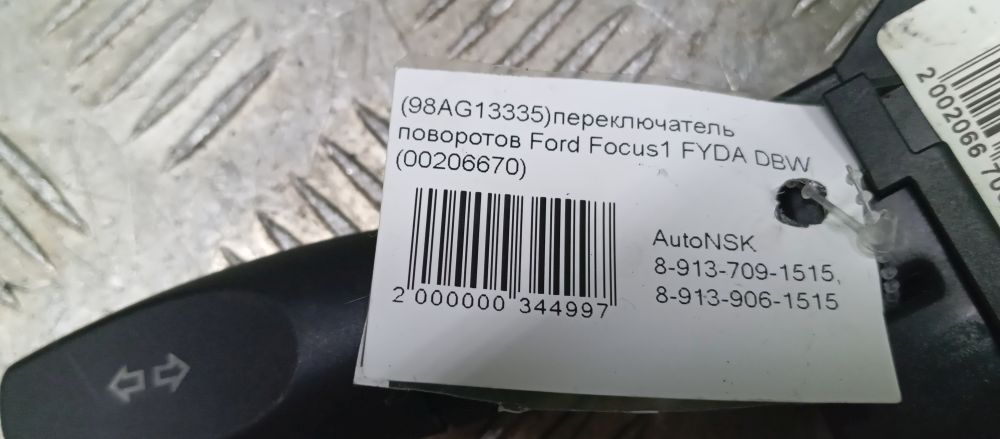 (98AG13335)переключатель
поворотов Ford Focus1 FYDA DBW
(00206670)
2 000000 344997
AutoNSK
8-913-709-1515,
8-913-906-1515
2 002066 70